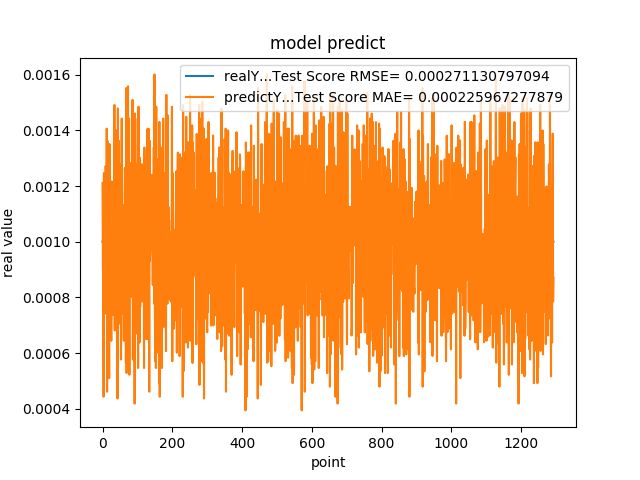 model predict
realY...Test Score RMSE= 0.000271130797094
predictY...Test Score MAE= 0.000225967277879
0.0016
0.0014
0.0012
0.0010
0.0008
0.0006
0.0004
real value
0 200 400 600 800 1000 1200
point